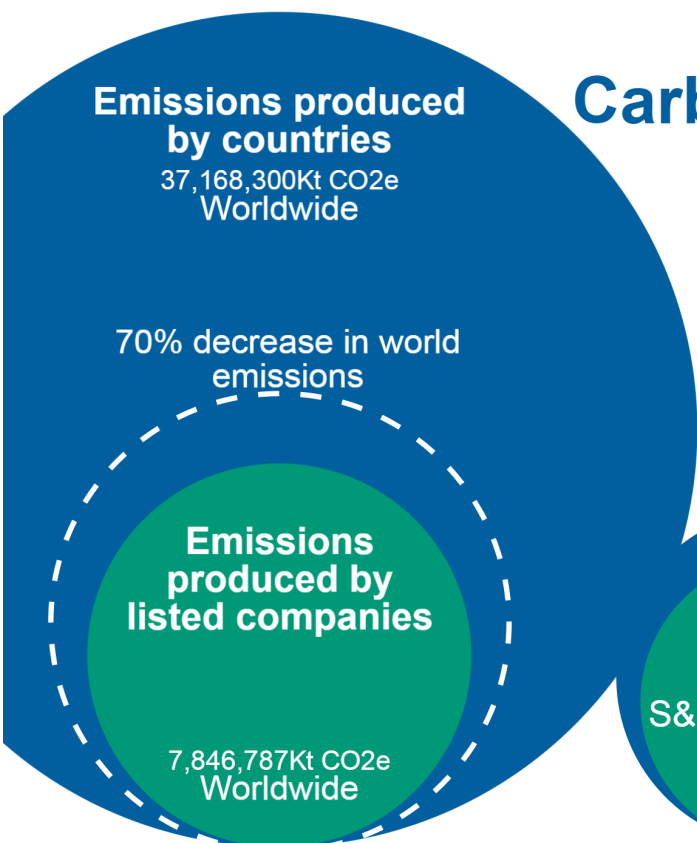 Emissions produced
by countries
37,168,300Kt CO2e
Worldwide
70% decrease in world
emissions
Emissions
produced by
listed companies
7,846,787Kt CO2e
Worldwide
S&